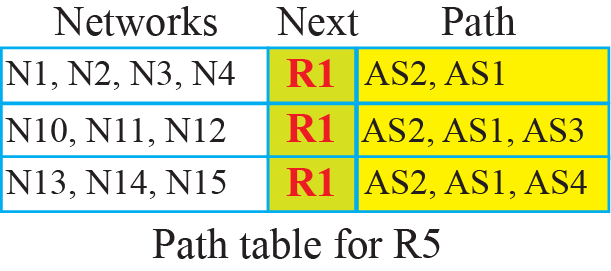 Networks Next Path
N1, N2, N3, N4 R1 AS2, AS1
N10, N11, N12 R1 AS2, AS1, AS3
N13, N14, N15 R1 AS2, AS1, AS4
Path table for R5